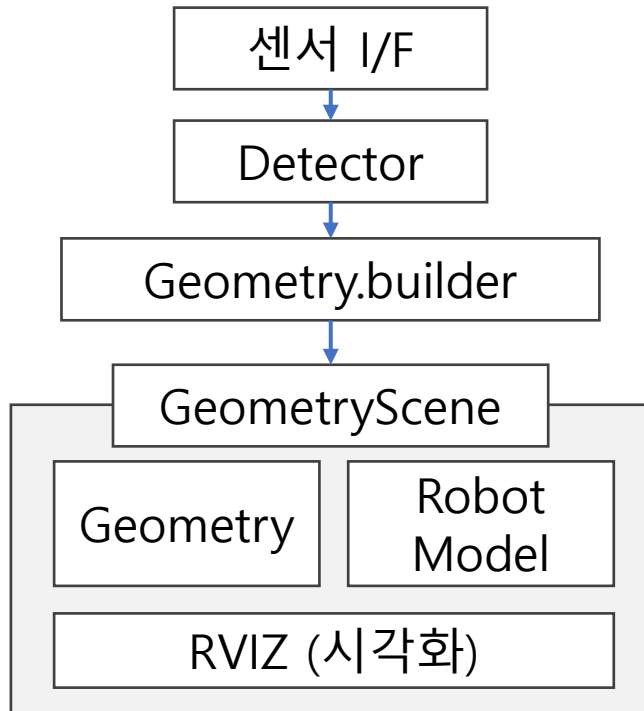 센서 I/F
Detector
Geometry.builder
GeometryScene
Geometry
Robot
Model
RVIZ (시각화)